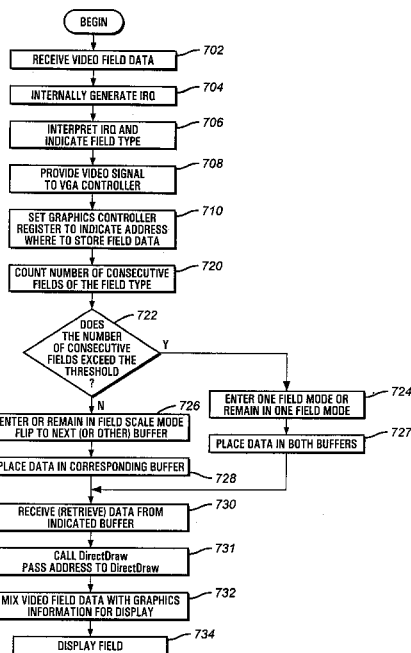 BEGIN
RECEIVE VIDEO FIELD DATA
702
INTERNALLY GENERATE IRQ
704
INTERPRET IRQ AND
INDICATE FIELD TYPE
706
PROVIDE VIDEO SIGNAL
TO VGA CONTROLLER
708
SET GRAPHICS CONTROLLER
REGISTER TO INDICATE ADDRESS
WHERE TO STORE FIELD DATA
710
COUNT NUMBER OF CONSECUTIVE
FIELDS OF THE FIELD TYPE
720
722
DOES
THE NUMBER
OF CONSECUTIVE
FIELDS EXCEED THE
THRESHOLD
?
Y
N
ENTER ONE FIELD MODE OR
REMAIN IN ONE FIELD MODE
724
726
ENTER OR REMAIN IN FIELD SCALE MODE
FLIP TO NEXT (OR OTHER) BUFFER
PLACE DATA IN BOTH BUFFERS
727
PLACE DATA IN CORRESPONDING BUFFER
728
RECEIVE (RETRIEVE) DATA FROM
INDICATED BUFFER
730
CALL DirectDraw
PASS ADDRESS TO DirectDraw
731
MIX VIDEO FIELD DATA WITH GRAPHICS
INFORMATION FOR DISPLAY
732
DISPLAY FIELD
734